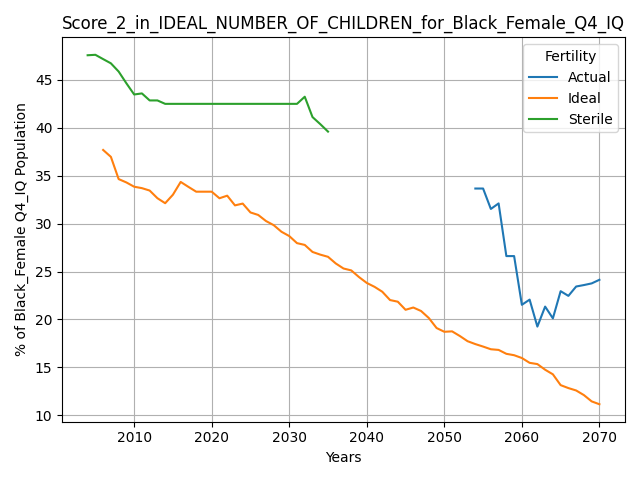 Score_2_in_IDEAL_NUMBER_OF_CHILDREN_for_Black_Female_Q4_IQ
Fertility
Actual
Ideal
Sterile
% of Black_Female Q4_IQ Population
45
40
35
30
25
20
15
10
2010 2020 2030 2040 2050 2060 2070
Years